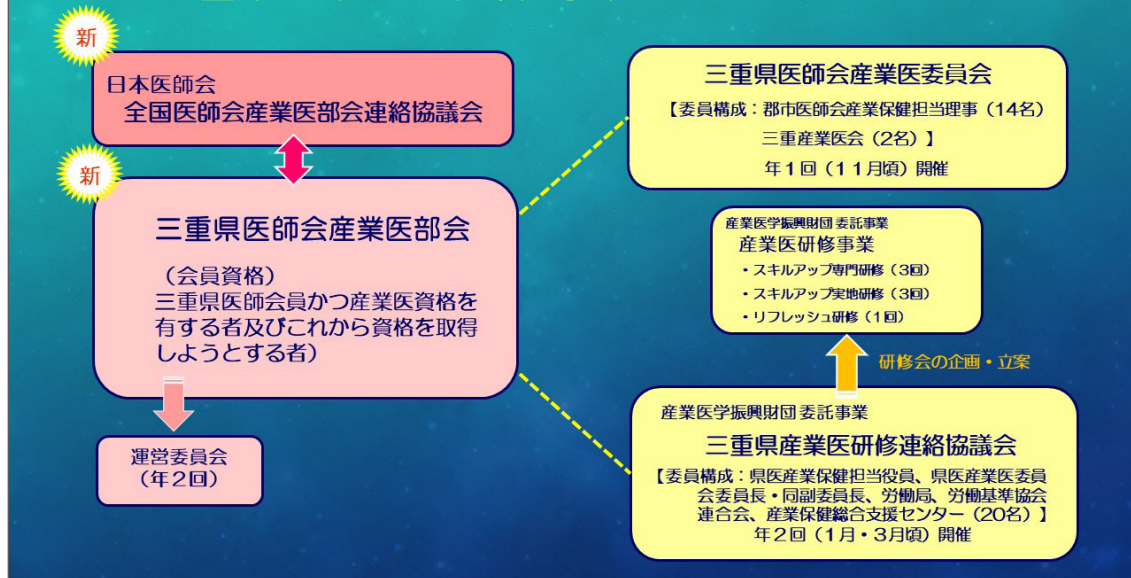 新
日本医師会
全国医師会産業医部会連絡協議会
新
三重県医師会産業医部会
（会員資格）
三重県医師会員かつ産業医資格を
有する者及びこれから資格を取得
しようとする者）
運営委員会
（年２回）
三重県医師会産業医委員会
【委員構成：郡市医師会産業保健担当理事（14名）
三重産業医会（2名）】
年１回（１１月頃）開催
産業医学振興財団 委託事業
産業医研修事業
・スキルアップ専門研修（3回）
・スキルアップ実地研修（3回）
・リフレッシュ研修（１回）
研修会の企画・立案
産業医学振興財団 委託事業
三重県産業医研修連絡協議会
【委員構成：県医産業保健担当役員、県医産業医委員
会委員長・同副委員長、労働局、労働基準協会
連合会、産業保健総合支援センター（20名）】
年２回（１月・３月頃）開催